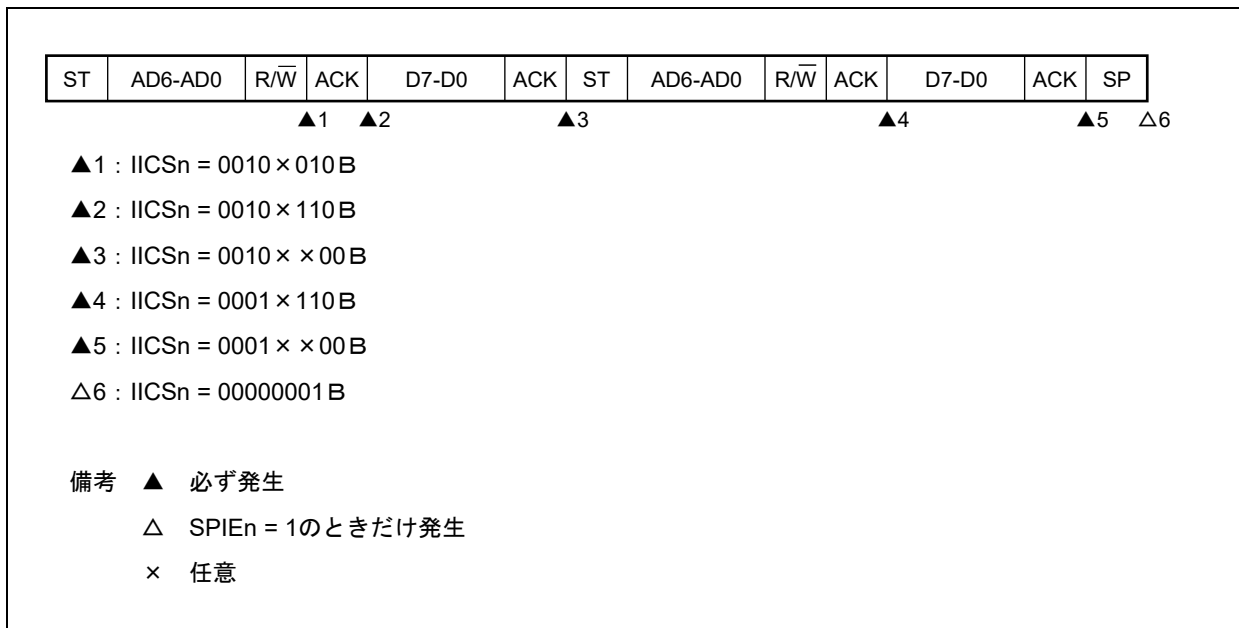 ST AD6-AD0 R/W̅ ACK D7-D0 ACK ST AD6-AD0 R/W̅ ACK D7-D0 ACK SP
▲1 ▲2 ▲3 ▲4 ▲5 △6
▲1：IICSn = 0010×010B
▲2：IICSn = 0010×110B
▲3：IICSn = 0010××00B
▲4：IICSn = 0001×110B
▲5：IICSn = 0001××00B
△6：IICSn = 00000001B
備考 ▲ 必ず発生
△ SPIEn = 1のときだけ発生
× 任意